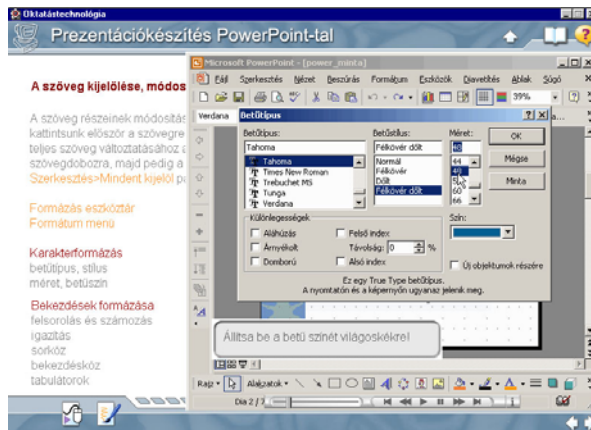 Oktatástechnológia
Prezentációkészítés PowerPoint-tal
Microsoft PowerPoint - [power_minta]
Fájl Szerkesztés Nézet Beszúrás Formátum Eszközök Diavetítés Ablak Súgó
39%
Verdana
A szöveg kijelölése, módos
A szöveg részeinek módosítás
kattintsunk először a szövegre
teljes szöveg változtatásához a
szövegdobozra, majd pedig a
Szerkesztés>Mindent kijelöl
Formázás eszköztár
Formátum menü
Karakterformázás
betűtípus, stílus
méret, betűszín
Bekezdések formázása
felsorolás és számozás
igazítás
sorköz
bekezdésköz
tabulátorok
Betűtípus
Betűtípus: Betűstílus: Méret:
Tahoma Félkövér dőlt 48 OK
Tahoma Normál 44
Times New Roman Félkövér 48 Mégse
Trebuchet MS Dőlt
Tunga Félkövér dőlt 60 Minta
Verdana 66
Különlegességek Szín:
Aláhúzás Felső index
Árnyékolt Távolság: 0 %
Domború Alsó index Új objektumok részére
Ez egy True Type betűtípus.
A nyomtatón és a képernyőn ugyanaz jelenik meg.
Állítsa be a betű színét világoskékre!
Rajz Alakzatok
Dia 2 / 7